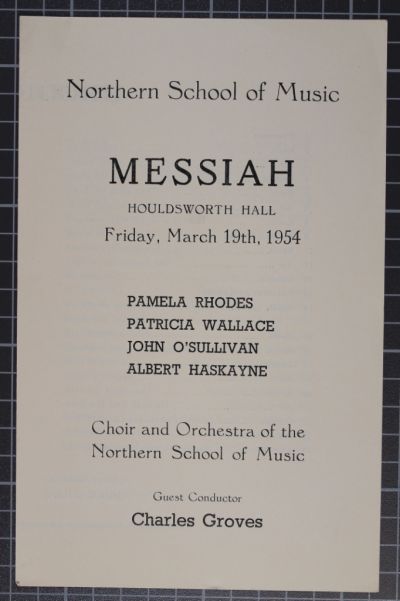 Northern School of Music
MESSIAH
HOULDSWORTH HALL
Friday, March 19th, 1954
PAMELA RHODES
PATRICIA WALLACE
JOHN O'SULLIVAN
ALBERT HASKAYNE
Choir and Orchestra of the
Northern School of Music
Guest Conductor
Charles Groves